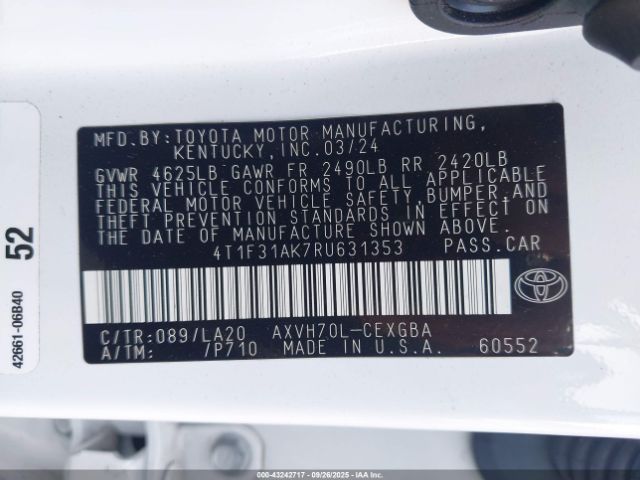 MFD.BY:TOYOTA MOTOR MANUFACTURING,
KENTUCKY,INC.03/24
GVWR 4625LB GAWR FR 2490LB RR 2420LB
THIS VEHICLE CONFORMS TO ALL APPLICABLE
FEDERAL MOTOR VEHICLE SAFETY,BUMPER,AND
THEFT PREVENTION STANDARDS IN EFFECT ON
THE DATE OF MANUFACTURE SHOWN ABOVE.
4T1F31AK7RU631353 PASS.CAR
C/TR:089/LA20 AXVH70L-CEXGBA
A/TM: /P710 MADE IN U.S.A. 60552
42661-06B40 52
000-43242717 - 09/26/2025 - IAAI.COM